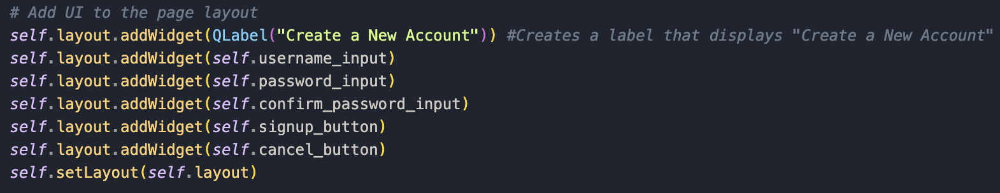 # Add UI to the page layout
self.layout.addWidget(QLabel("Create a New Account")) #Creates a label that displays "Create a New Account"
self.layout.addWidget(self.username_input)
self.layout.addWidget(self.password_input)
self.layout.addWidget(self.confirm_password_input)
self.layout.addWidget(self.signup_button)
self.layout.addWidget(self.cancel_button)
self.setLayout(self.layout)